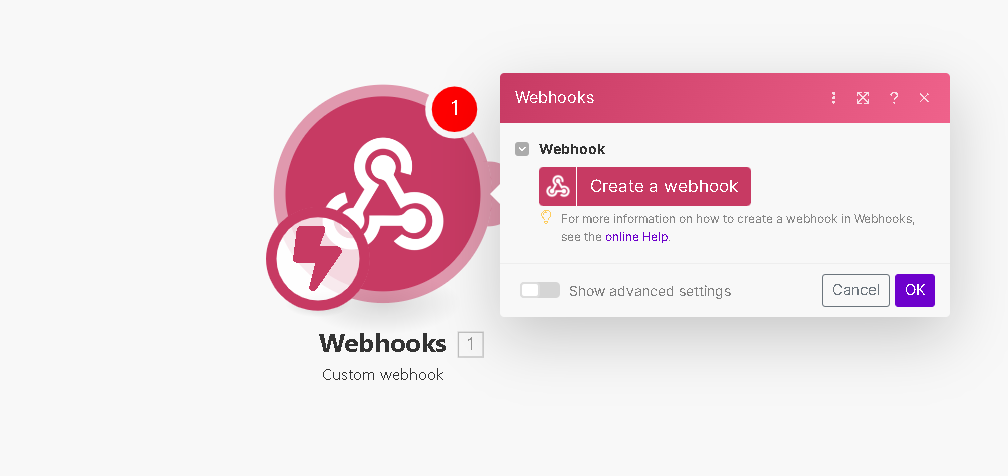 1
Webhooks
?
Webhook
Create a webhook
For more information on how to create a webhook in Webhooks,
see the online Help.
Show advanced settings
Cancel
OK
Webhooks 1
Custom webhook